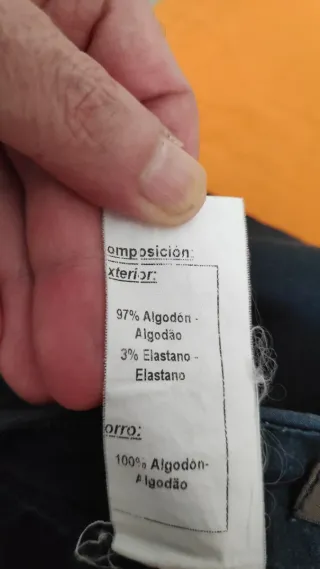 omposición:
xterior:
97% Algodón -
Algodão
3% Elastano -
Elastano
orro:
100% Algodón-
Algodão